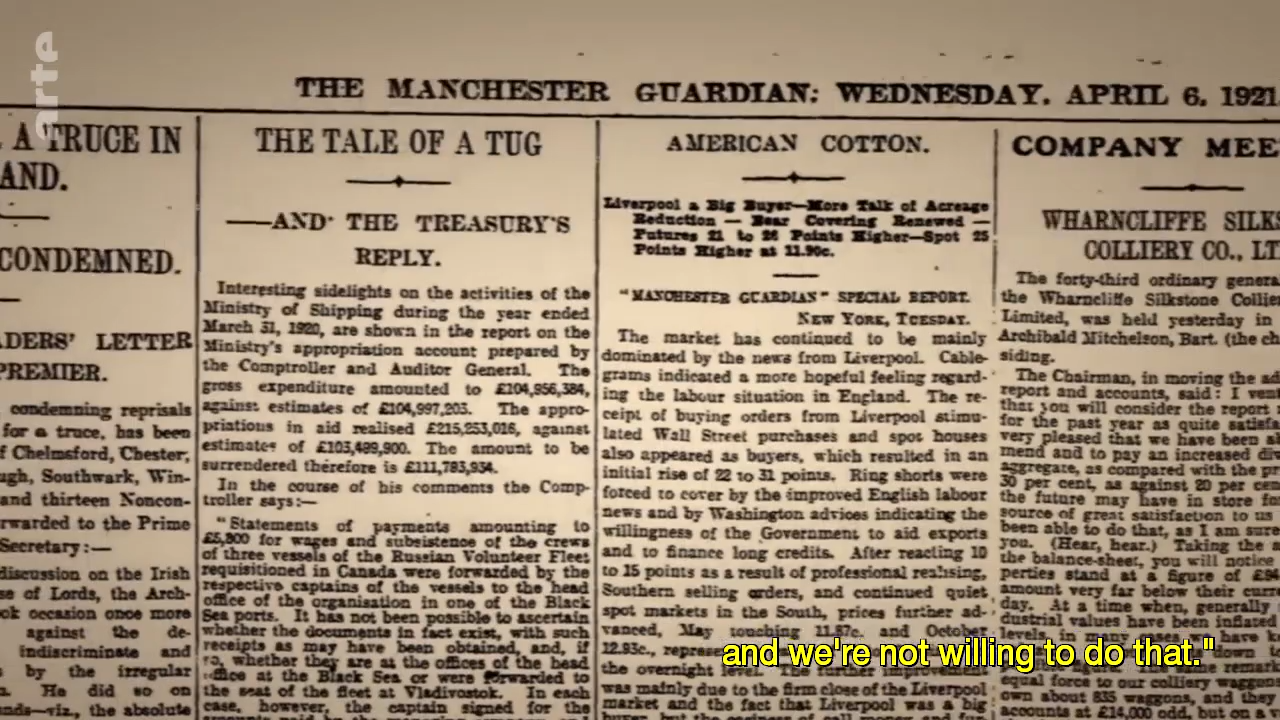 arte
THE MANCHESTER GUARDIAN: WEDNESDAY, APRIL 6, 1921
A TRUCE IN
AND.
CONDEMNED.
ADERS' LETTER
PREMIER.
condemning reprisals
for a truce, has been
f Chelmsford, Chester,
ugh, Southwark, Win-
and thirteen Noncon-
rwarded to the Prime
Secretary:—
discussion on the Irish
se of Lords, the Arch-
ok occasion once more
against the de-
indiscriminate and
by the irregular
He did so on
nds—viz., the absolute
THE TALE OF A TUG
—AND THE TREASURY'S
REPLY.
Interesting sidelights on the activities of the
Ministry of Shipping during the year ended
March 31, 1920, are shown in the report on the
Ministry's appropriation account prepared by
the Comptroller and Auditor General. The
gross expenditure amounted to £104,956,384,
against estimates of £104,997,203. The appro-
priations in aid realised £215,253,016, against
estimates of £103,489,900. The amount to be
surrendered therefore is £111,783,934.
In the course of his comments the Comp-
troller says:—
"Statements of payments amounting to
£5,800 for wages and subsistence of the crews
of three vessels of the Russian Volunteer Fleet
requisitioned in Canada were forwarded by the
respective captains of the vessels to the head
office of the organisation in one of the Black
Sea ports. It has not been possible to ascertain
whether the documents in fact exist, with such
receipts as may have been obtained, and, if
so, whether they are at the offices of the head
office at the Black Sea or were forwarded to
the seat of the fleet at Vladivostok. In each
case, however, the captain signed for the
AMERICAN COTTON.
Liverpool a Big Buyer—More Talk of Acreage
Reduction — Bear Covering Renewed —
Futures 21 to 26 Points Higher—Spot 25
Points Higher at 11.90c.
"MANCHESTER GUARDIAN" SPECIAL REPORT.
NEW YORK, TUESDAY.
The market has continued to be mainly
dominated by the news from Liverpool. Cable-
grams indicated a more hopeful feeling regard-
ing the labour situation in England. The re-
ceipt of buying orders from Liverpool stimu-
lated Wall Street purchases and spot houses
also appeared as buyers, which resulted in an
initial rise of 22 to 31 points. Ring shorts were
forced to cover by the improved English labour
news and by Washington advices indicating the
willingness of the Government to aid exports
and to finance long credits. After reacting 10
to 15 points as a result of professional realising,
Southern selling orders, and continued quiet
spot markets in the South, prices further ad-
vanced, May touching 11.87c. and October
12.93c.,
the overnight level. The further improvement
was mainly due to the firm close of the Liverpool
market and the fact that Liverpool was a big
COMPANY MEE
WHARNCLIFFE SILKS
COLLIERY CO., LT
The forty-third ordinary genera
the Wharncliffe Silkstone Collie
Limited, was held yesterday in
Archibald Mitchelson, Bart. (the ch
siding.
The Chairman, in moving the ad
report and accounts, said: I vent
that you will consider the report
for the past year as quite satisfa
very pleased that we have been ab
mend and to pay an increased div
aggregate, as compared with the pr
30 per cent, as against 20 per cen
the future may have in store fo
source of great satisfaction to us
been able to do that, as I am sure
you. (Hear, hear.) Taking the a
the balance-sheet, you will notice
perties stand at a figure of £94
amount very far below their curr
day. At a time when, generally
dustrial values have been inflated
equal force to our colliery waggons
own about 835 waggons, and they
accounts at £14,000 odd, but on a
and we're not willing to do that."